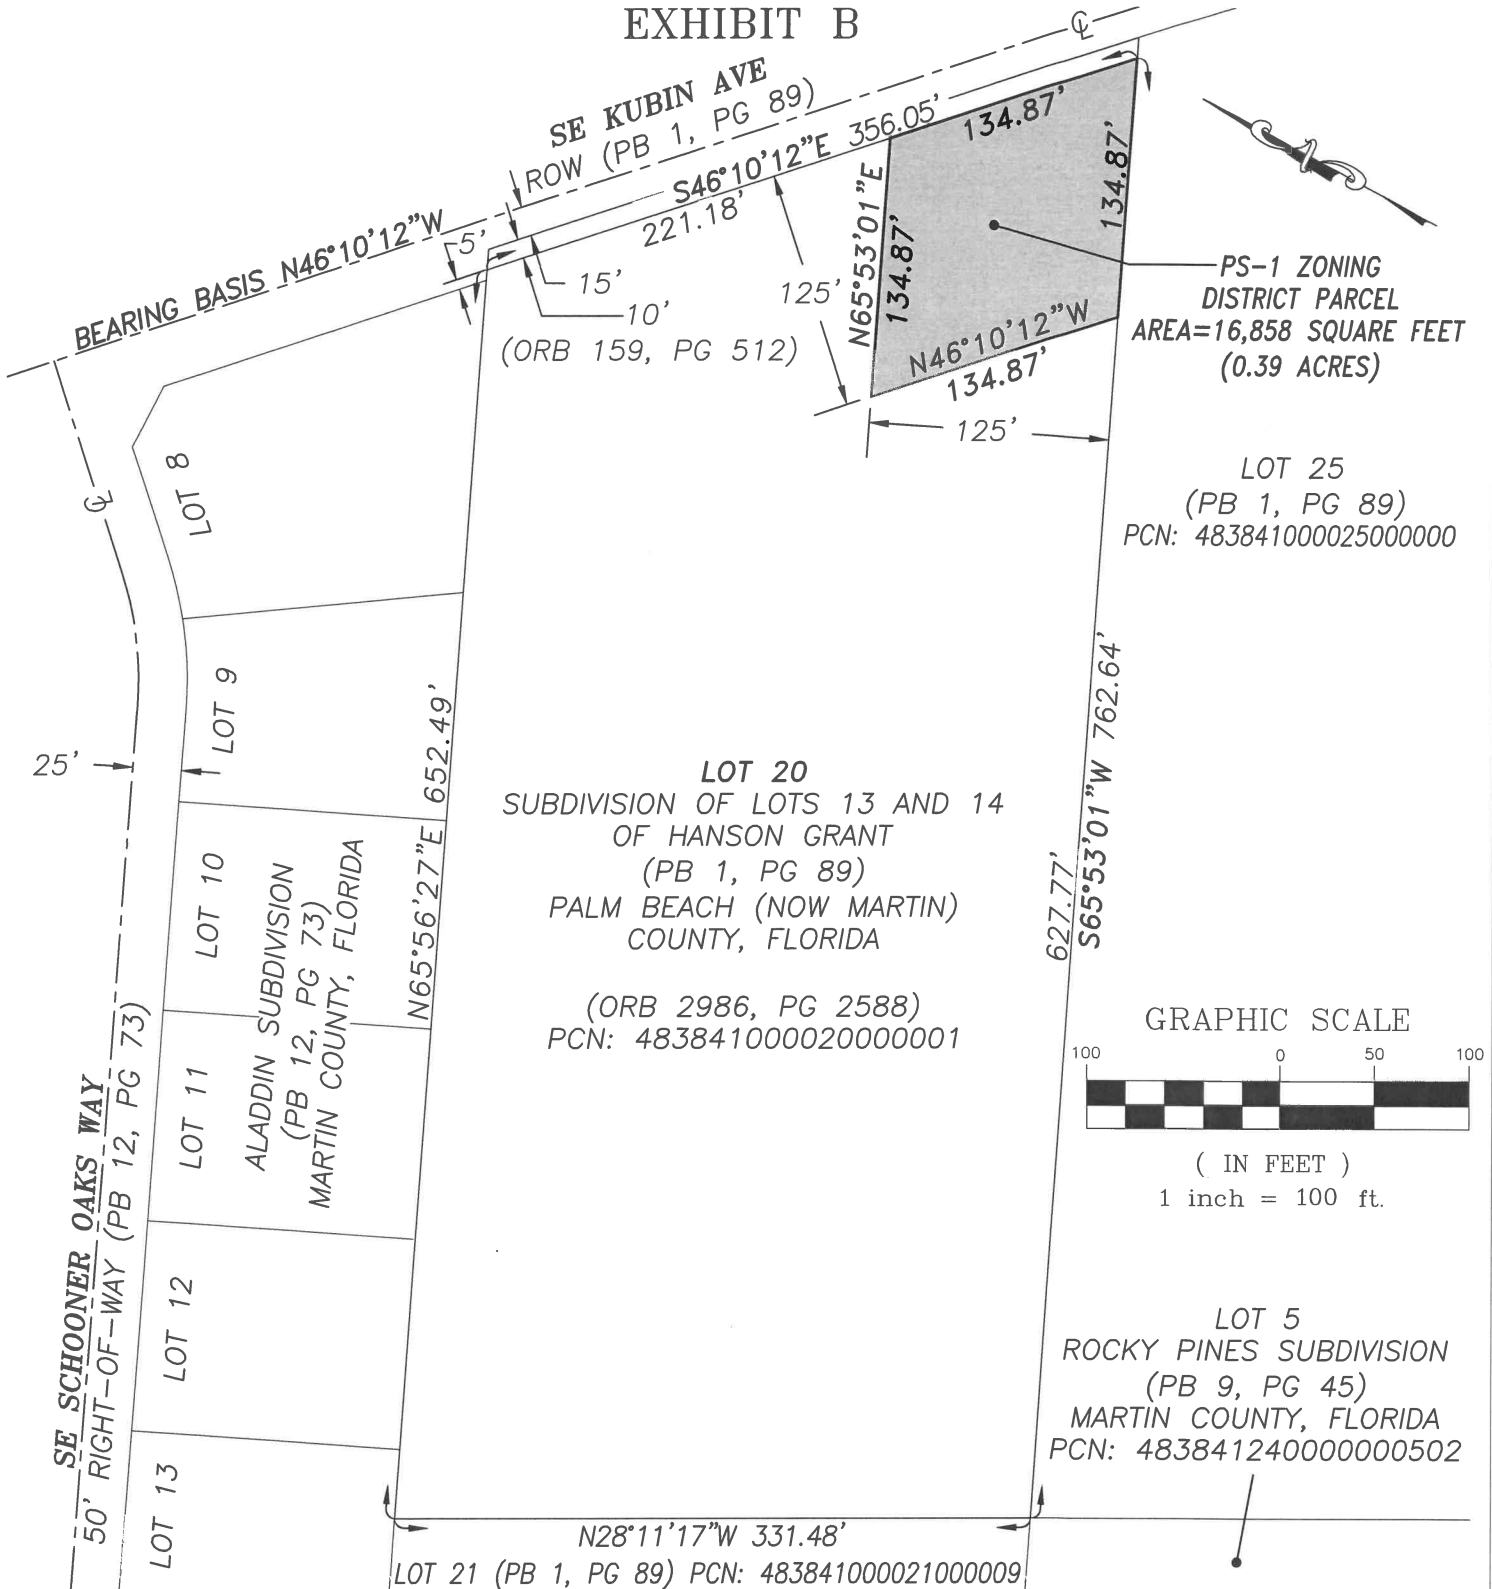 EXHIBIT B
SE KUBIN AVE
ROW (PB 1, PG 89)
BEARING BASIS N46°10'12"W
S46°10'12"E 356.05'
221.18'
5'
15'
10'
(ORB 159, PG 512)
125'
N65°53'01"E
134.87'
134.87'
134.87'
N46°10'12"W
134.87'
125'
PS-1 ZONING
DISTRICT PARCEL
AREA=16,858 SQUARE FEET
(0.39 ACRES)
LOT 25
(PB 1, PG 89)
PCN: 483841000025000000
LOT 8
LOT 9
25'
LOT 10
LOT 11
LOT 12
LOT 13
ALADDIN SUBDIVISION
(PB 12, PG 73)
MARTIN COUNTY, FLORIDA
N65°56'27"E 652.49'
LOT 20
SUBDIVISION OF LOTS 13 AND 14
OF HANSON GRANT
(PB 1, PG 89)
PALM BEACH (NOW MARTIN)
COUNTY, FLORIDA
(ORB 2986, PG 2588)
PCN: 483841000020000001
627.77'
S65°53'01"W 762.64'
GRAPHIC SCALE
100 0 50 100
( IN FEET )
1 inch = 100 ft.
SE SCHOONER OAKS WAY
50' RIGHT-OF-WAY (PB 12, PG 73)
LOT 5
ROCKY PINES SUBDIVISION
(PB 9, PG 45)
MARTIN COUNTY, FLORIDA
PCN: 483841240000000502
N28°11'17"W 331.48'
LOT 21 (PB 1, PG 89) PCN: 483841000021000009